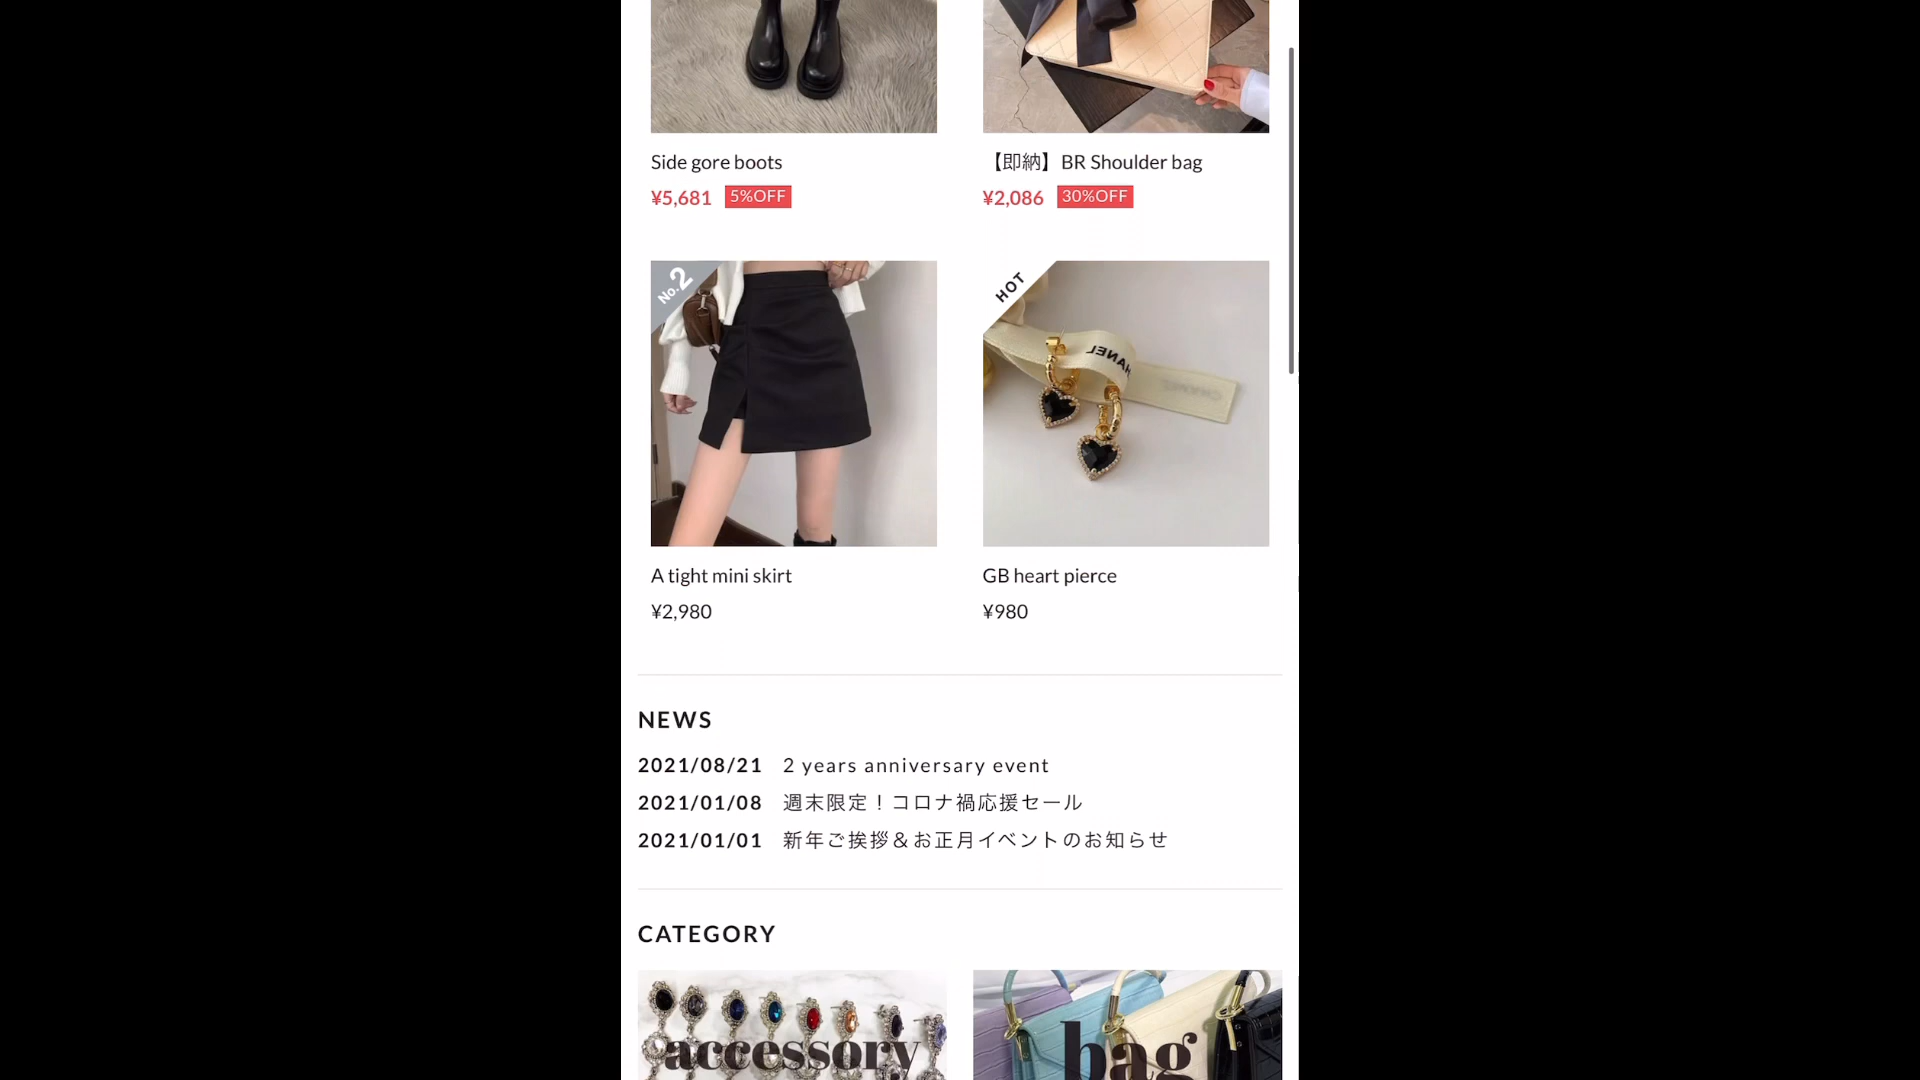 Side gore boots
¥5,681 5%OFF
【即納】BR Shoulder bag
¥2,086 30%OFF
No.2
HOT
A tight mini skirt
¥2,980
GB heart pierce
¥980
NEWS
2021/08/21 2 years anniversary event
2021/01/08 週末限定！コロナ禍応援セール
2021/01/01 新年ご挨拶＆お正月イベントのお知らせ
CATEGORY
accessory
bag